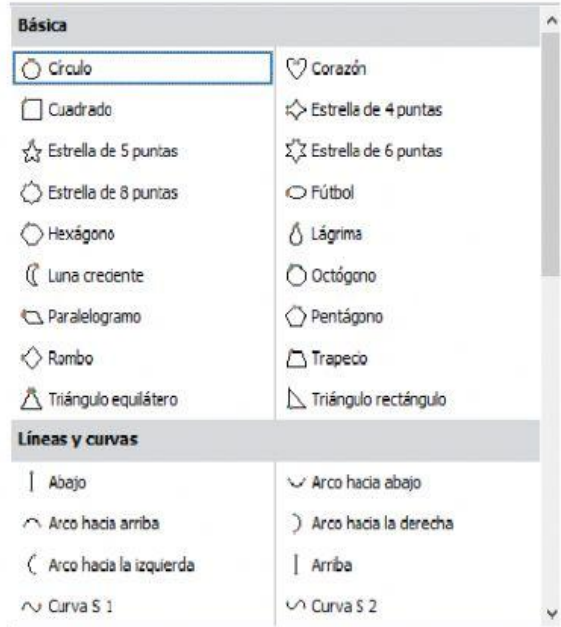 Básica
Círculo
Corazón
Cuadrado
Estrella de 4 puntas
Estrella de 5 puntas
Estrella de 6 puntas
Estrella de 8 puntas
Fútbol
Hexágono
Lágrima
Luna creciente
Octógono
Paralelogramo
Pentágono
Rombo
Trapecio
Triángulo equilátero
Triángulo rectángulo
Líneas y curvas
Abajo
Arco hacia abajo
Arco hacia arriba
Arco hacia la derecha
Arco hacia la izquierda
Arriba
Curva S 1
Curva S 2